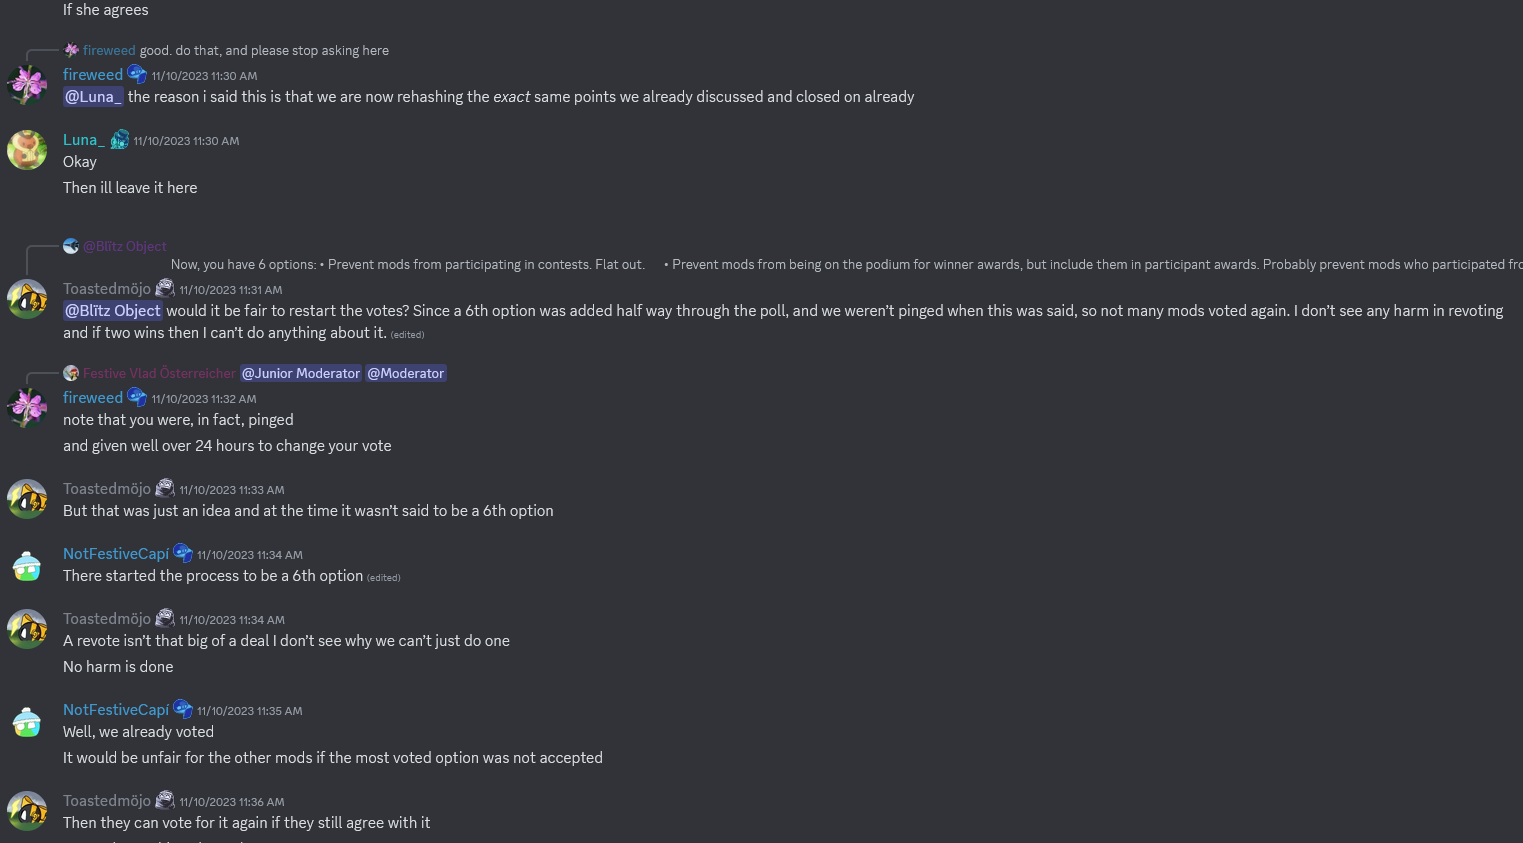 If she agrees
fireweed good. do that, and please stop asking here
fireweed 11/10/2023 11:30 AM
@Luna_ the reason i said this is that we are now rehashing the exact same points we already discussed and closed on already
Luna_ 11/10/2023 11:30 AM
Okay
Then ill leave it here
@Blïtz Object
Now, you have 6 options: • Prevent mods from participating in contests. Flat out. • Prevent mods from being on the podium for winner awards, but include them in participant awards. Probably prevent mods who participated fro
Toastedmöjo 11/10/2023 11:31 AM
@Blïtz Object would it be fair to restart the votes? Since a 6th option was added half way through the poll, and we weren’t pinged when this was said, so not many mods voted again. I don’t see any harm in revoting
and if two wins then I can’t do anything about it. (edited)
Festive Vlad Österreicher @Junior Moderator @Moderator
fireweed 11/10/2023 11:32 AM
note that you were, in fact, pinged
and given well over 24 hours to change your vote
Toastedmöjo 11/10/2023 11:33 AM
But that was just an idea and at the time it wasn’t said to be a 6th option
NotFestiveCapí 11/10/2023 11:34 AM
There started the process to be a 6th option (edited)
Toastedmöjo 11/10/2023 11:34 AM
A revote isn’t that big of a deal I don’t see why we can’t just do one
No harm is done
NotFestiveCapí 11/10/2023 11:35 AM
Well, we already voted
It would be unfair for the other mods if the most voted option was not accepted
Toastedmöjo 11/10/2023 11:36 AM
Then they can vote for it again if they still agree with it